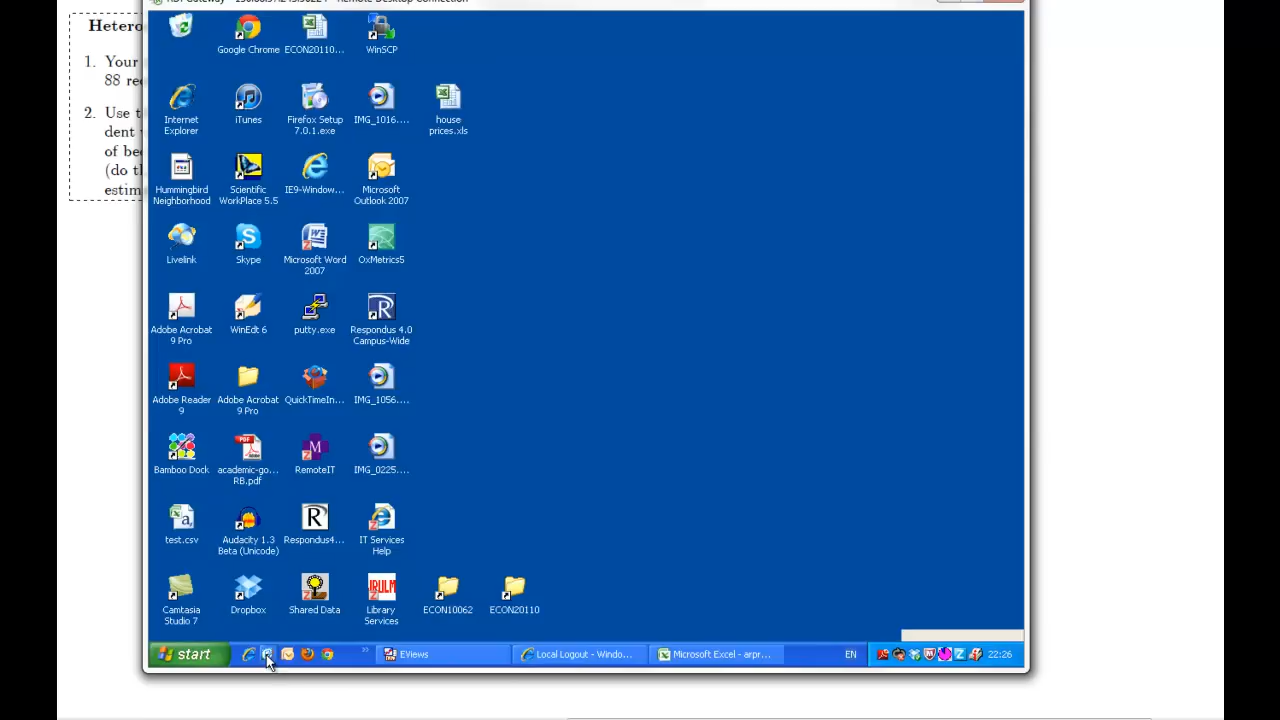 Remote Desktop Connection
Hetero
1. Your
88 re
2. Use t
dent
of be
(do th
estim
Google Chrome
ECON20110...
WinSCP
Internet
Explorer
iTunes
Firefox Setup
7.0.1.exe
IMG_1016....
house
prices.xls
Hummingbird
Neighborhood
Scientific
WorkPlace 5.5
IE9-Window...
Microsoft
Outlook 2007
Livelink
Skype
Microsoft Word
2007
OxMetrics5
Adobe Acrobat
9 Pro
WinEdt 6
putty.exe
Respondus 4.0
Campus-Wide
Adobe Reader
9
Adobe Acrobat
9 Pro
QuickTimeIn...
IMG_1056....
Bamboo Dock
academic-go...
RB.pdf
RemoteIT
IMG_0225....
test.csv
Audacity 1.3
Beta (Unicode)
Respondus4...
IT Services
Help
Camtasia
Studio 7
Dropbox
Shared Data
JRULM
Library
Services
ECON10062
ECON20110
start
EViews
Local Logout - Windo...
Microsoft Excel - arpr...
EN
22:26